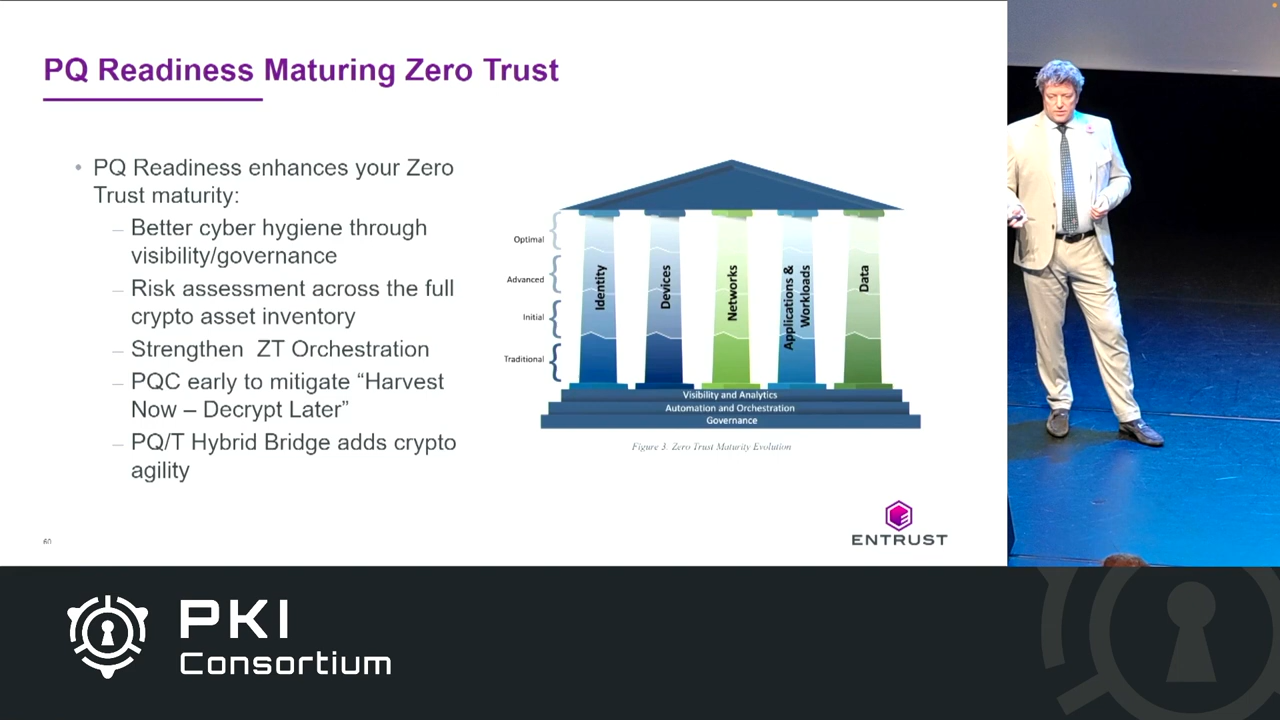 PQ Readiness Maturing Zero Trust
• PQ Readiness enhances your Zero
Trust maturity:
– Better cyber hygiene through
visibility/governance
– Risk assessment across the full
crypto asset inventory
– Strengthen  ZT Orchestration
– PQC early to mitigate “Harvest
Now – Decrypt Later”
– PQ/T Hybrid Bridge adds crypto
agility
Optimal
Advanced
Initial
Traditional
Identity
Devices
Networks
Applications &
Workloads
Data
Visibility and Analytics
Automation and Orchestration
Governance
Figure 3. Zero Trust Maturity Evolution
60
ENTRUST
PKI
Consortium